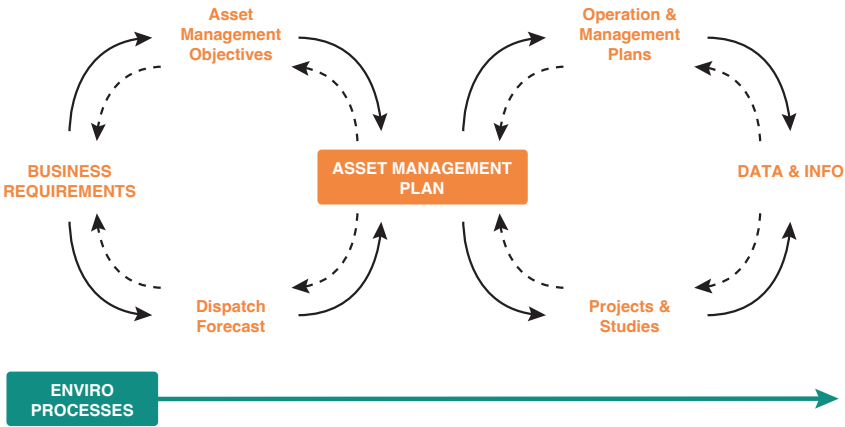 Asset
Management
Objectives
Operation &
Management
Plans
BUSINESS
REQUIREMENTS
ASSET MANAGEMENT
PLAN
DATA & INFO
Dispatch
Forecast
Projects &
Studies
ENVIRO
PROCESSES